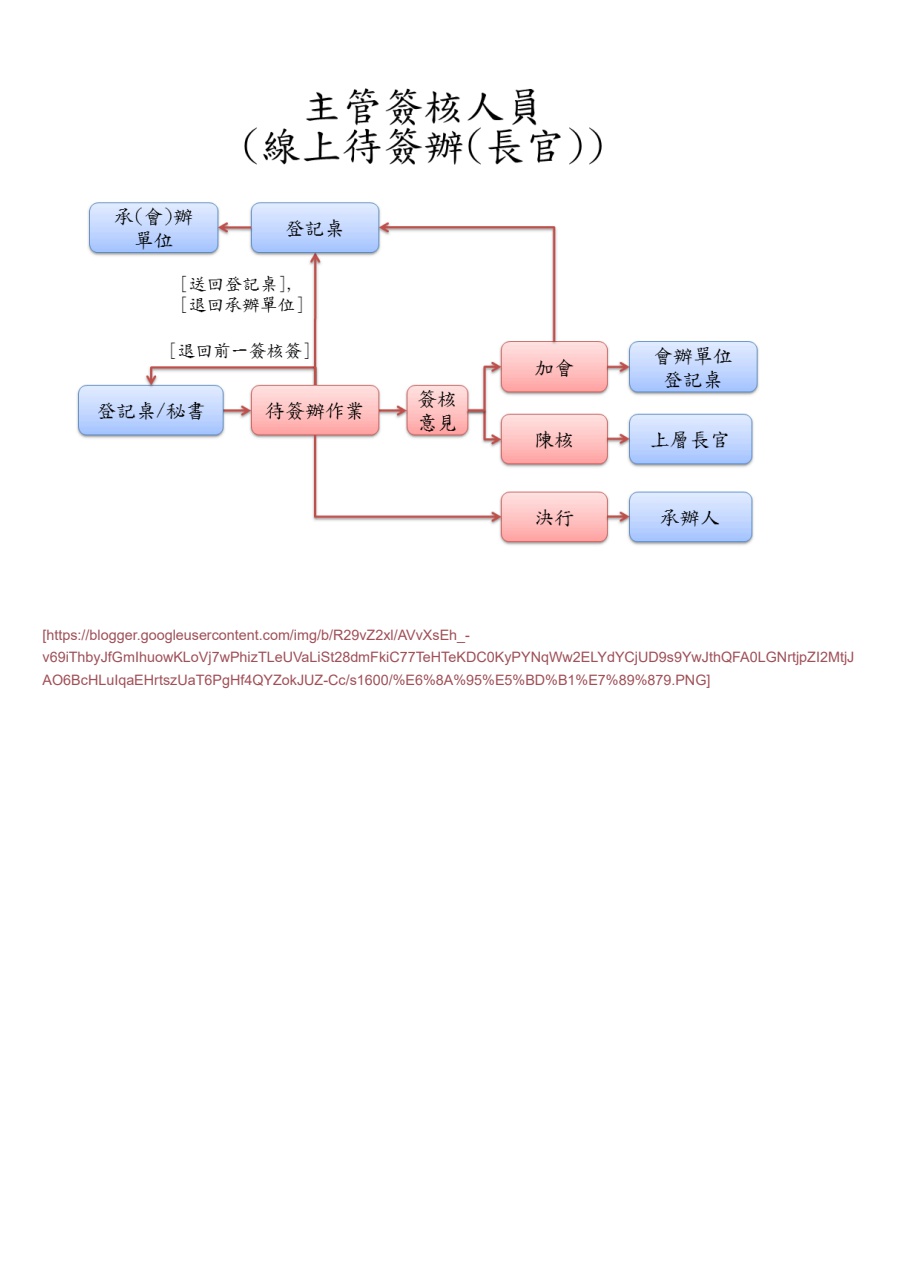 主管簽核人員
(線上待簽辦(長官))
承(會)辦
單位
登記桌
[送回登記桌],
[退回承辦單位]
[退回前一簽核簽]
登記桌/秘書
待簽辦作業
簽核
意見
加會
會辦單位
登記桌
陳核
上層長官
決行
承辦人
[https://blogger.googleusercontent.com/img/b/R29vZ2xl/AVvXsEh_-
v69iThbyJfGmIhuowKLoVj7wPhizTLeUVaLiSt28dmFkiC77TeHTeKDC0KyPYNqWw2ELYdYCjUD9s9YwJthQFA0LGNrtjpZI2MtjJ
AO6BcHLuIqaEHrtszUaT6PgHf4QYZokJUZ-Cc/s1600/%E6%8A%95%E5%BD%B1%E7%89%879.PNG]